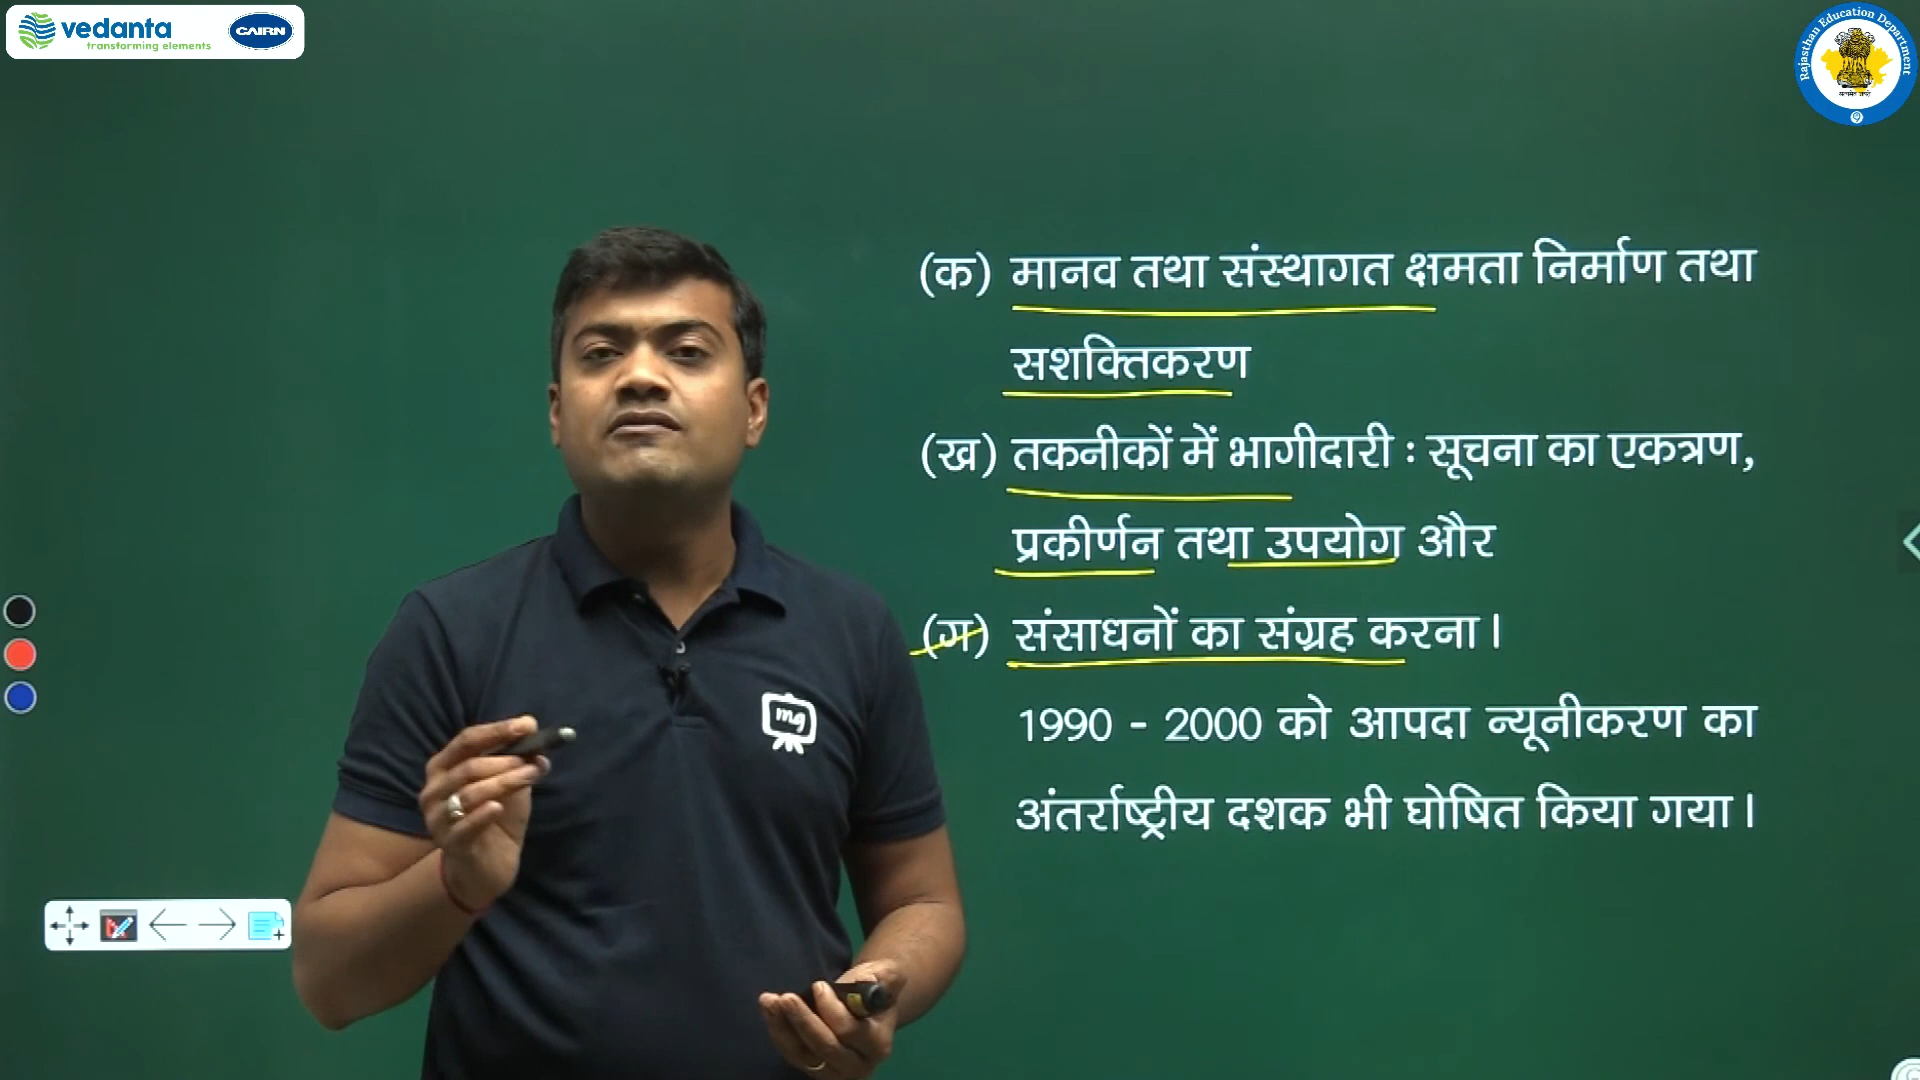 vedanta
transforming elements
CAIRN
Rajasthan Education Department
(क) मानव तथा संस्थागत क्षमता निर्माण तथा
सशक्तिकरण
(ख) तकनीकों में भागीदारी : सूचना का एकत्रण,
प्रकीर्णन तथा उपयोग और
(ग) संसाधनों का संग्रह करना।
1990 - 2000 को आपदा न्यूनीकरण का
अंतर्राष्ट्रीय दशक भी घोषित किया गया।
mg